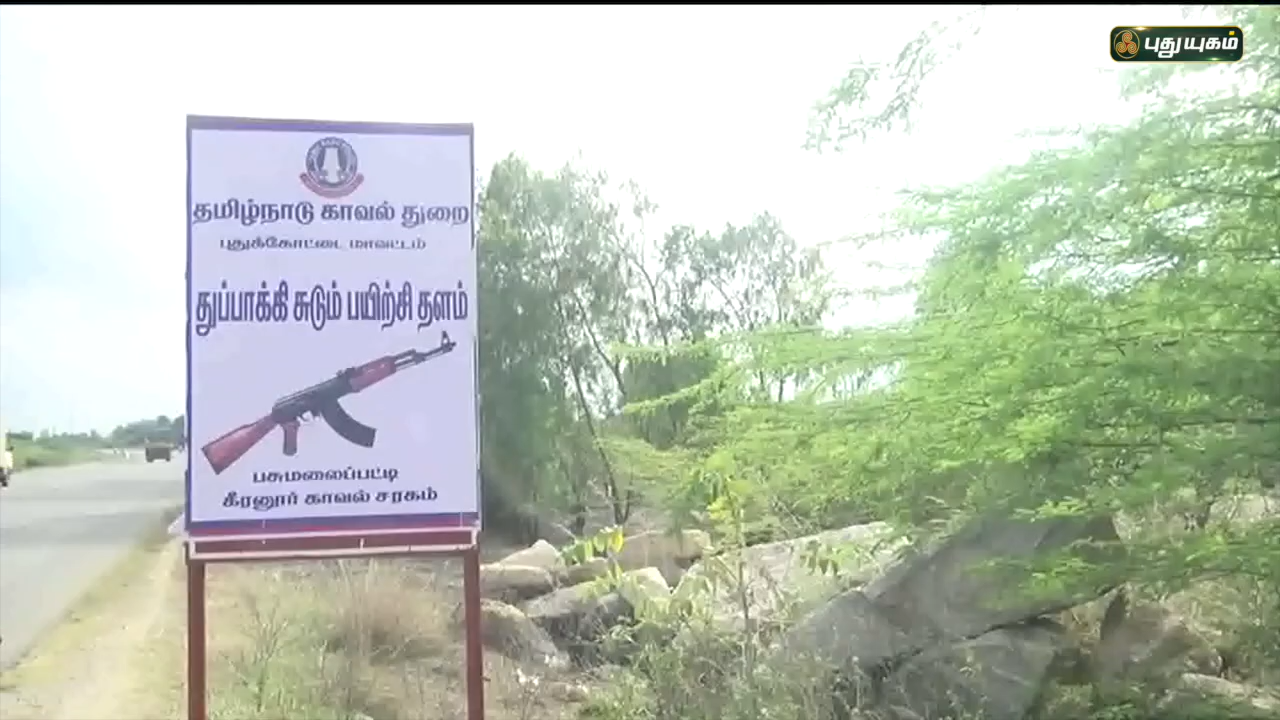 புதுயுகம்
தமிழ்நாடு காவல் துறை
புதுக்கோட்டை மாவட்டம்
துப்பாக்கி சுடும் பயிற்சி தளம்
பசுமலைப்பட்டி
கீரனூர் காவல் சரகம்